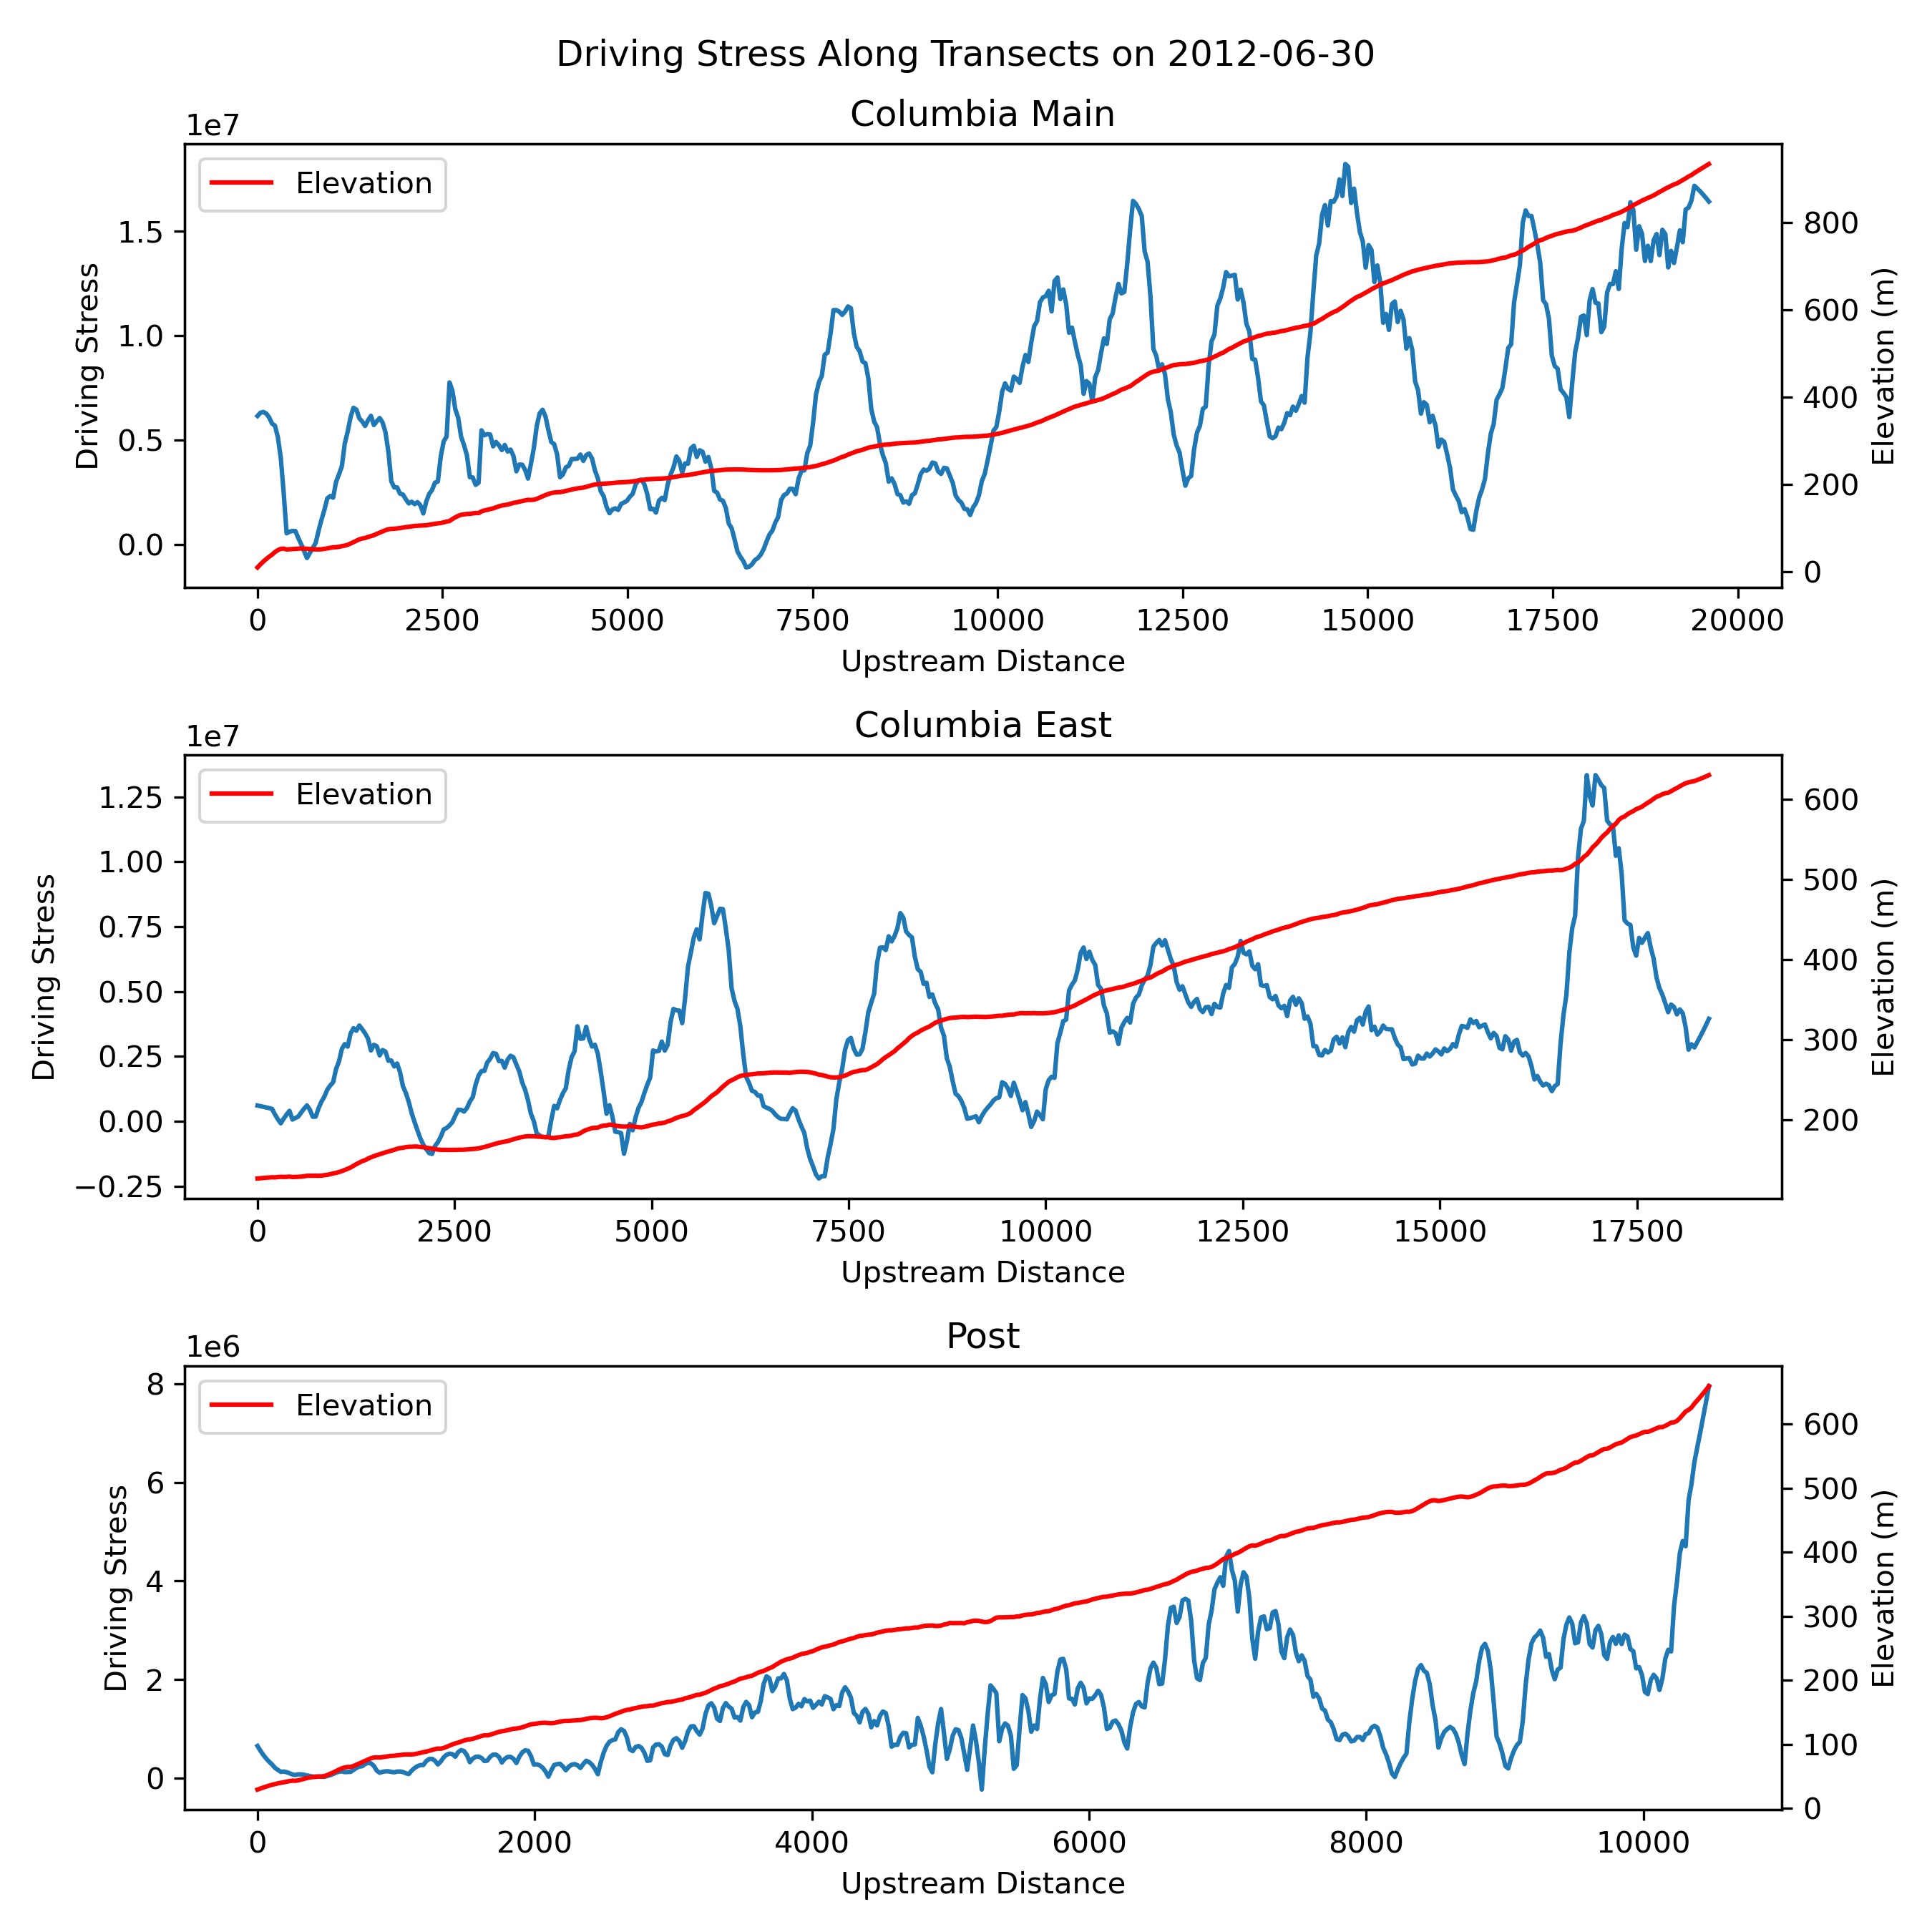 Driving Stress Along Transects on 2012-06-30
Columbia Main
1e7
Elevation
1.5
1.0
0.5
0.0
Driving Stress
800
600
400
200
0
Elevation (m)
0 2500 5000 7500 10000 12500 15000 17500 20000
Upstream Distance
Columbia East
1e7
Elevation
1.25
1.00
0.75
0.50
0.25
0.00
−0.25
Driving Stress
600
500
400
300
200
Elevation (m)
0 2500 5000 7500 10000 12500 15000 17500
Upstream Distance
Post
1e6
Elevation
8
6
4
2
0
Driving Stress
600
500
400
300
200
100
0
Elevation (m)
0 2000 4000 6000 8000 10000
Upstream Distance